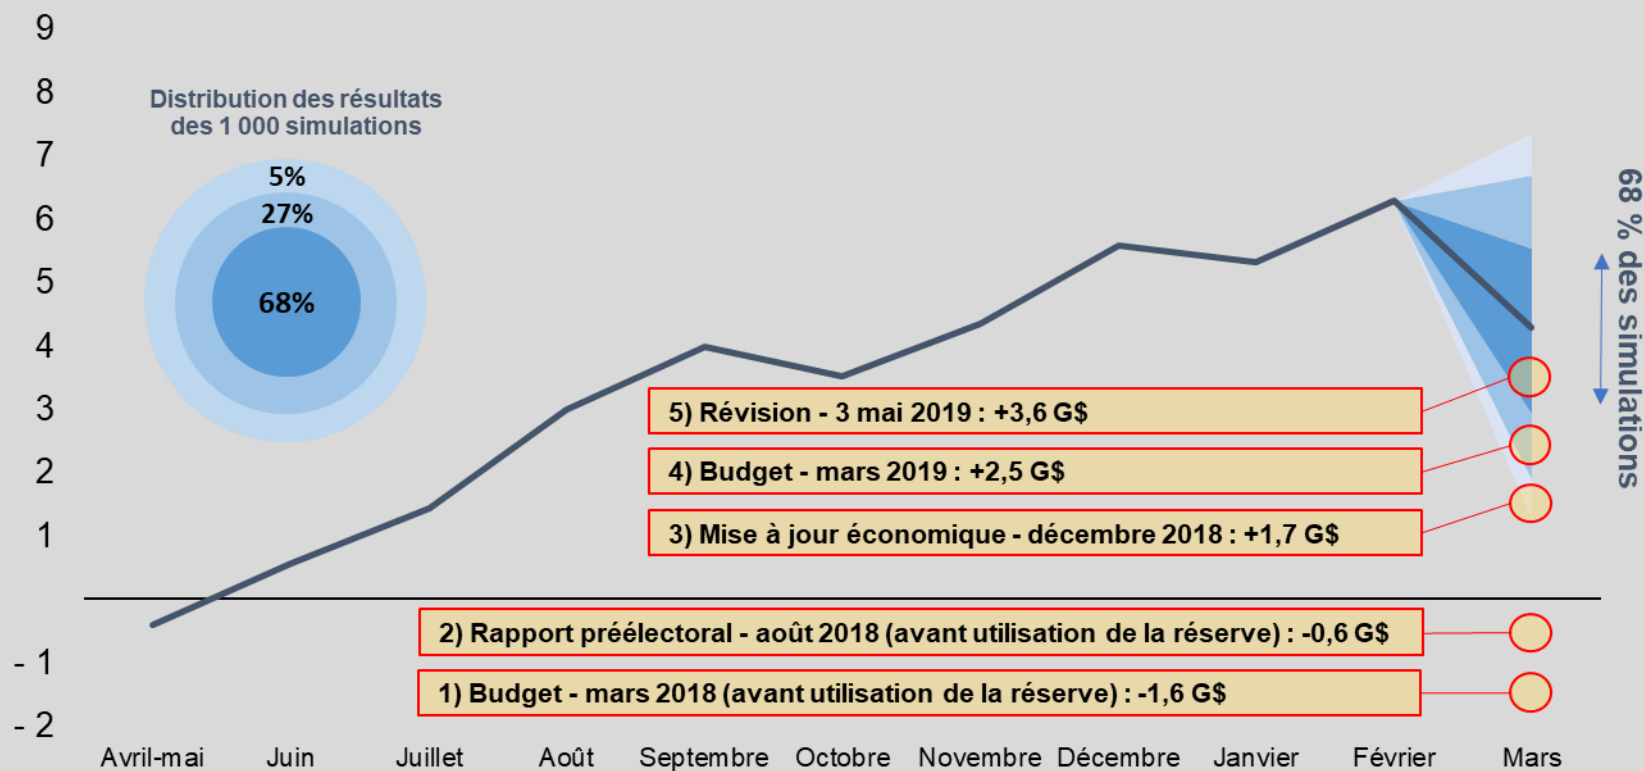 9
8
7
6
5
4
3
2
1
- 1
- 2
Distribution des résultats
des 1 000 simulations
5%
27%
68%
68 % des simulations
5) Révision - 3 mai 2019 : +3,6 G$
4) Budget - mars 2019 : +2,5 G$
3) Mise à jour économique - décembre 2018 : +1,7 G$
2) Rapport préélectoral - août 2018 (avant utilisation de la réserve) : -0,6 G$
1) Budget - mars 2018 (avant utilisation de la réserve) : -1,6 G$
Avril-mai Juin Juillet Août Septembre Octobre Novembre Décembre Janvier Février Mars